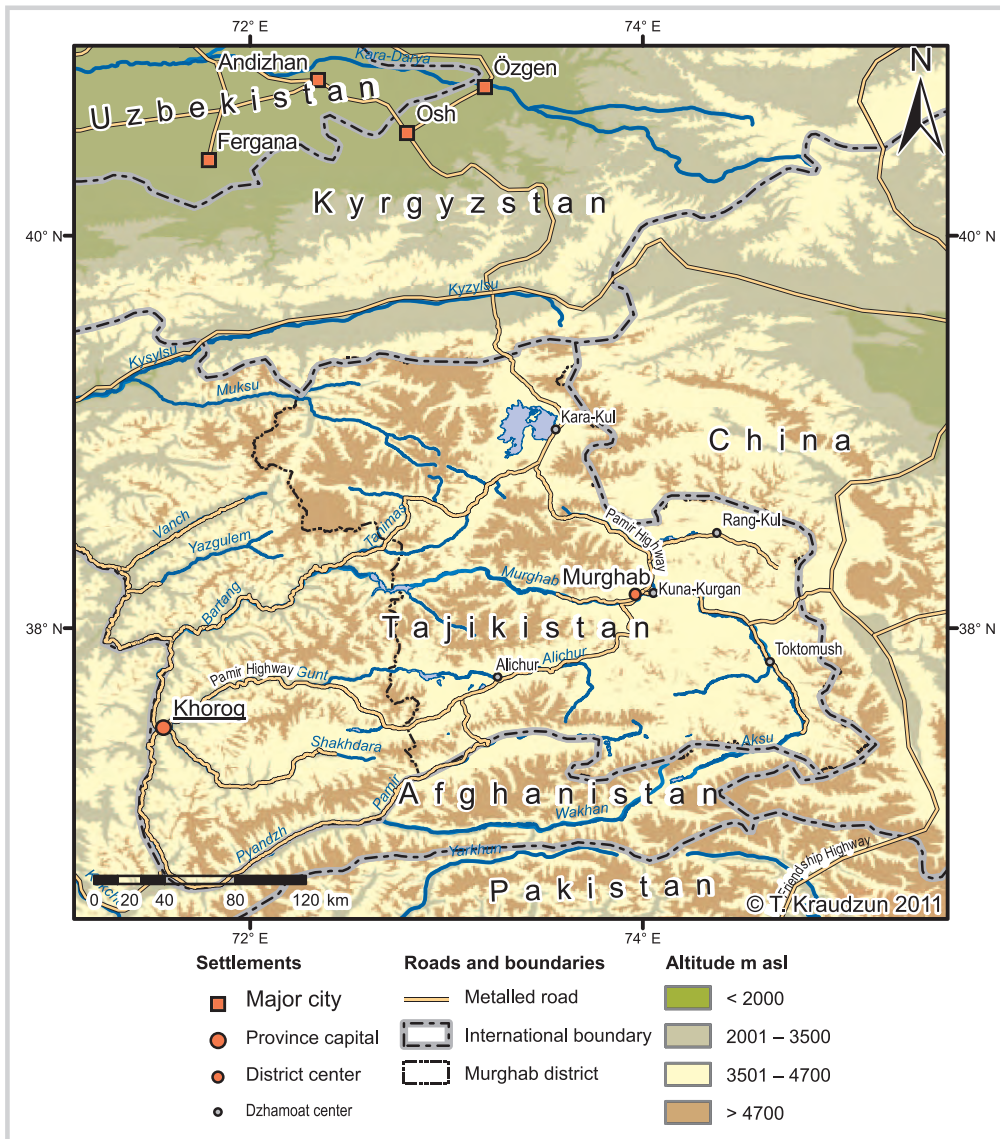 72° E
74° E
N
Kara-Darya
Andizhan
Özgen
Uzbekistan
Osh
Fergana
Kyrgyzstan
40° N
40° N
Kyzylsu
Kysylsu
Muksu
Kara-Kul
China
Vanch
Tanimas
Pamir Highway
Rang-Kul
Yazgulem
Bartang
Murghab
Murghab
Kuna-Kurgan
38° N
38° N
Tajikistan
Toktomush
Alichur
Alichur
Pamir Highway
Gunt
Khoroq
Shakhdara
Aksu
Pamir
Afghanistan
Wakhan
Pyandzh
Yarkhun
Friendship Highway
Pakistan
0 20 40 80 120 km
© T. Kraudzun 2011
72° E
74° E
Settlements
Major city
Province capital
District center
Dzhamoat center
Roads and boundaries
Metalled road
International boundary
Murghab district
Altitude m asl
< 2000
2001 – 3500
3501 – 4700
> 4700